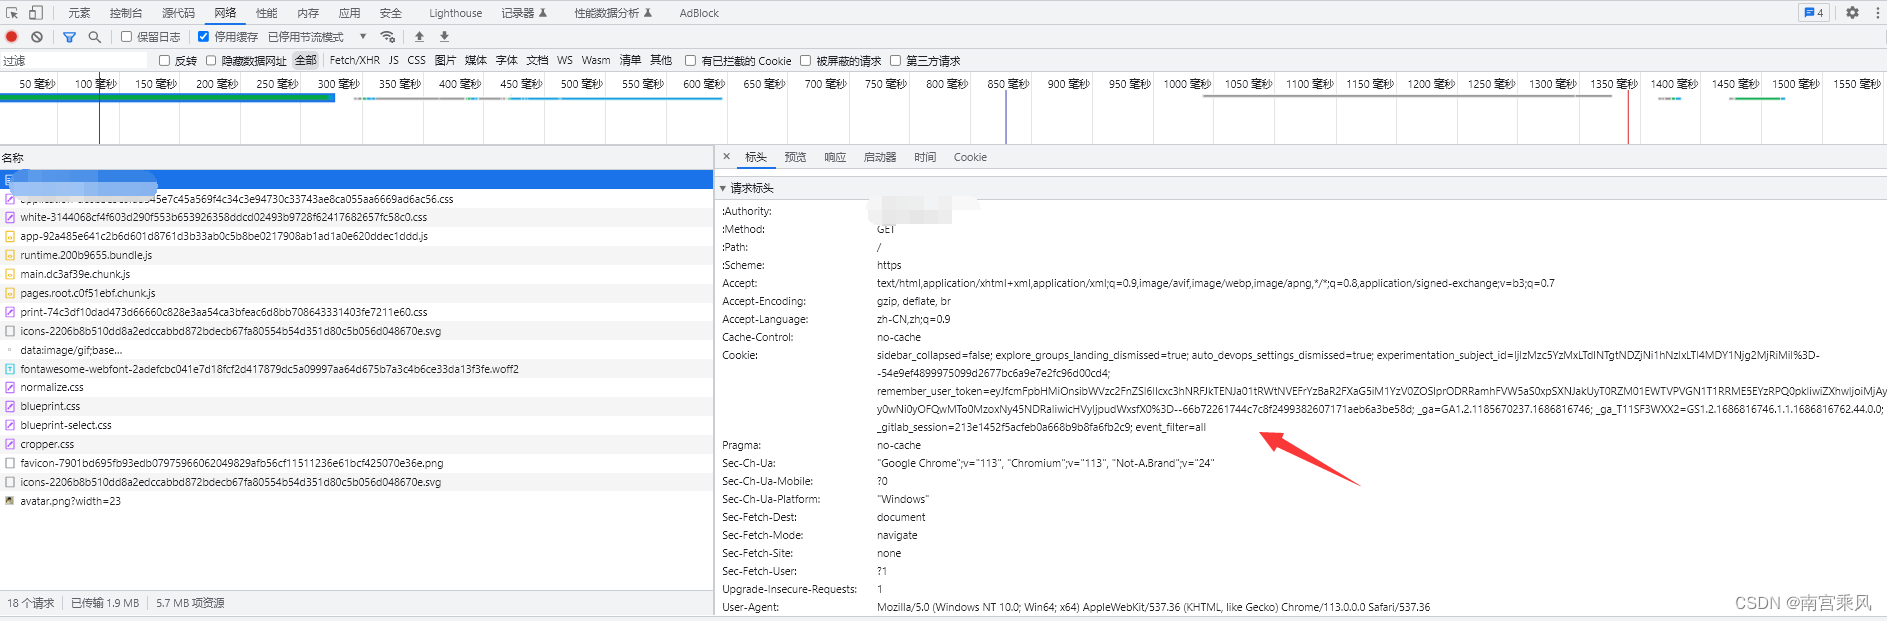 元素 控制台 源代码 网络 性能 内存 应用 安全 Lighthouse 记录器 性能数据分析 AdBlock 4
保留日志 停用缓存 已停用节流模式
过滤 反转 隐藏数据网址 全部 Fetch/XHR JS CSS 图片 媒体 字体 文档 WS Wasm 清单 其他 有已拦截的 Cookie 被屏蔽的请求 第三方请求
50 毫秒 100 毫秒 150 毫秒 200 毫秒 250 毫秒 300 毫秒 350 毫秒 400 毫秒 450 毫秒 500 毫秒 550 毫秒 600 毫秒 650 毫秒 700 毫秒 750 毫秒 800 毫秒 850 毫秒 900 毫秒 950 毫秒 1000 毫秒 1050 毫秒 1100 毫秒 1150 毫秒 1200 毫秒 1250 毫秒 1300 毫秒 1350 毫秒 1400 毫秒 1450 毫秒 1500 毫秒 1550 毫秒
名称
white-3144068cf4f603d290f553b653926358ddcd02493b9728f62417682657fc58c0.css
app-92a485e641c2b6d601d8761d3b33ab0c5b8be0217908ab1ad1a0e620ddec1ddd.js
runtime.200b9655.bundle.js
main.dc3af39e.chunk.js
pages.root.c0f51ebf.chunk.js
print-74c3df10dad473d66660c828e3aa54ca3bfeac6d8bb708643331403fe7211e60.css
icons-2206b8b510dd8a2edccabbd872bdecb67fa80554b54d351d80c5b056d048670e.svg
data:image/gif;base...
fontawesome-webfont-2adefcbc041e7d18fcf2d417879dc5a09997aa64d675b7a3c4b6ce33da13f3fe.woff2
normalize.css
blueprint.css
blueprint-select.css
cropper.css
favicon-7901bd695fb93edb07975966062049829afb56cf11511236e61bcf425070e36e.png
icons-2206b8b510dd8a2edccabbd872bdecb67fa80554b54d351d80c5b056d048670e.svg
avatar.png?width=23
18 个请求 已传输 1.9 MB 5.7 MB 项资源
标头 预览 响应 启动器 时间 Cookie
请求标头
:Authority:
:Method: GET
:Path: /
:Scheme: https
Accept: text/html,application/xhtml+xml,application/xml;q=0.9,image/avif,image/webp,image/apng,*/*;q=0.8,application/signed-exchange;v=b3;q=0.7
Accept-Encoding: gzip, deflate, br
Accept-Language: zh-CN,zh;q=0.9
Cache-Control: no-cache
Cookie: sidebar_collapsed=false; explore_groups_landing_dismissed=true; auto_devops_settings_dismissed=true;
-54e9ef4899975099d2677bc6a9e7e2fc96d00cd4;
_ga=GA1.2.1185670237.1686816746; _ga_T11SF3WXX2=GS1.2.1686816746.1.1.1686816762.44.0.0;
_gitlab_session=213e1452f5acfeb0a668b9b8fa6fb2c9; event_filter=all
Pragma: no-cache
Sec-Ch-Ua: "Google Chrome";v="113", "Chromium";v="113", "Not-A.Brand";v="24"
Sec-Ch-Ua-Mobile: ?0
Sec-Ch-Ua-Platform: "Windows"
Sec-Fetch-Dest: document
Sec-Fetch-Mode: navigate
Sec-Fetch-Site: none
Sec-Fetch-User: ?1
Upgrade-Insecure-Requests: 1
User-Agent: Mozilla/5.0 (Windows NT 10.0; Win64; x64) AppleWebKit/537.36 (KHTML, like Gecko) Chrome/113.0.0.0 Safari/537.36
CSDN @南宫乘风